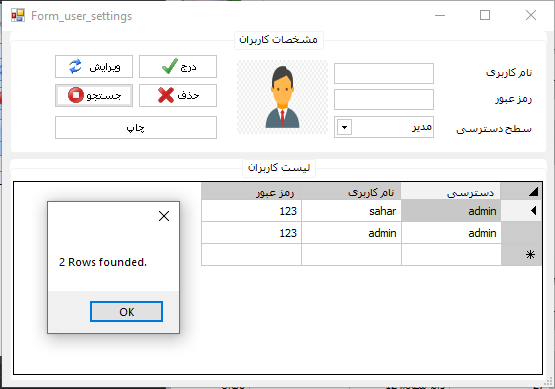 Form_user_settings
مشخصات کاربران
نام کاربری
رمز عبور
سطح دسترسی
مدیر
درج
ویرایش
حذف
جستجو
چاپ
لیست کاربران
دسترسی نام کاربری رمز عبور
admin sahar 123
admin admin 123
2 Rows founded.
OK